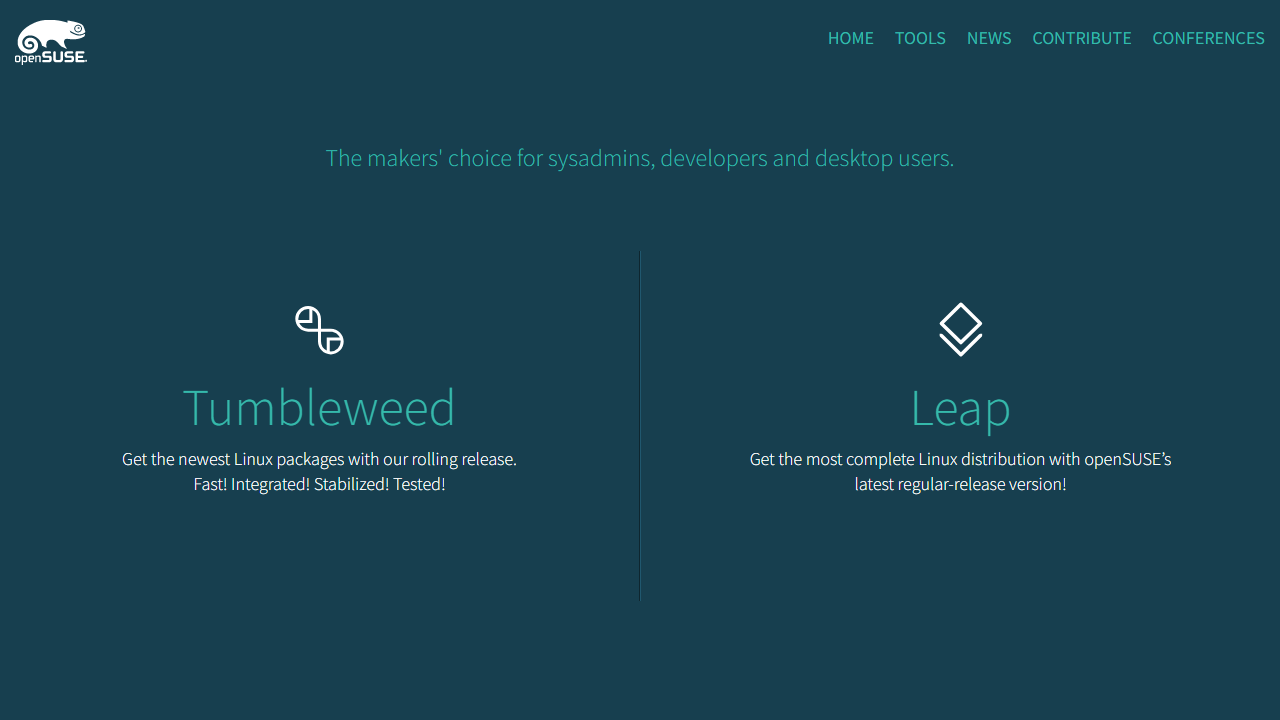 openSUSE
HOME TOOLS NEWS CONTRIBUTE CONFERENCES
The makers' choice for sysadmins, developers and desktop users.
Tumbleweed
Get the newest Linux packages with our rolling release.
Fast! Integrated! Stabilized! Tested!
Leap
Get the most complete Linux distribution with openSUSE’s
latest regular-release version!